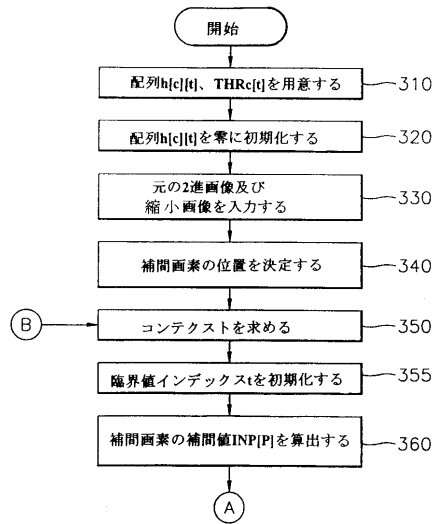 開始
配列h[c][t]、THRc[t]を用意する
310
配列h[c][t]を零に初期化する
320
元の2進画像及び
縮小画像を入力する
330
補間画素の位置を決定する
340
B
コンテクストを求める
350
臨界値インデックスtを初期化する
355
補間画素の補間値INP[P]を算出する
360
A